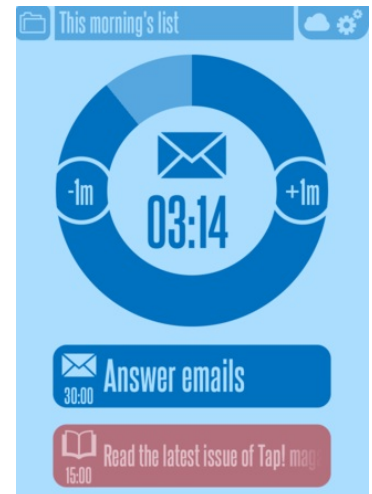 This morning's list
-1m
+1m
03:14
Answer emails
30:00
Read the latest issue of Tap! mag
15:00